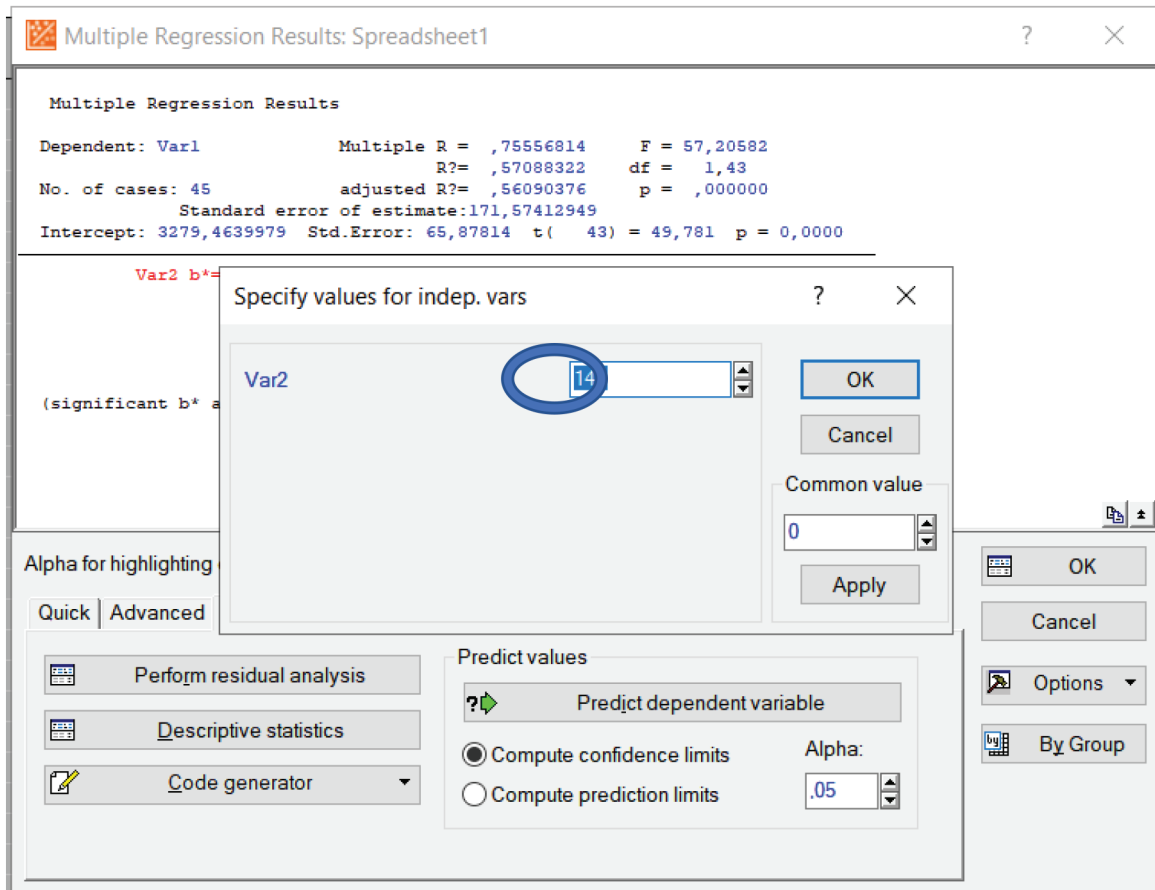 Multiple Regression Results: Spreadsheet1 ?
Multiple Regression Results
Dependent: Var1 Multiple R = ,75556814 F = 57,20582
R?= ,57088322 df = 1,43
No. of cases: 45 adjusted R?= ,56090376 p = ,000000
Standard error of estimate:171,57412949
Intercept: 3279,4639979 Std.Error: 65,87814 t( 43) = 49,781 p = 0,0000
Var2 b*=
(significant b* a
Specify values for indep. vars ?
Var2 14
OK
Cancel
Common value
0
Apply
Alpha for highlighting
Quick Advanced
Perform residual analysis
Descriptive statistics
Code generator
Predict values
?
Predict dependent variable
Compute confidence limits
Compute prediction limits
Alpha:
.05
OK
Cancel
Options
By Group